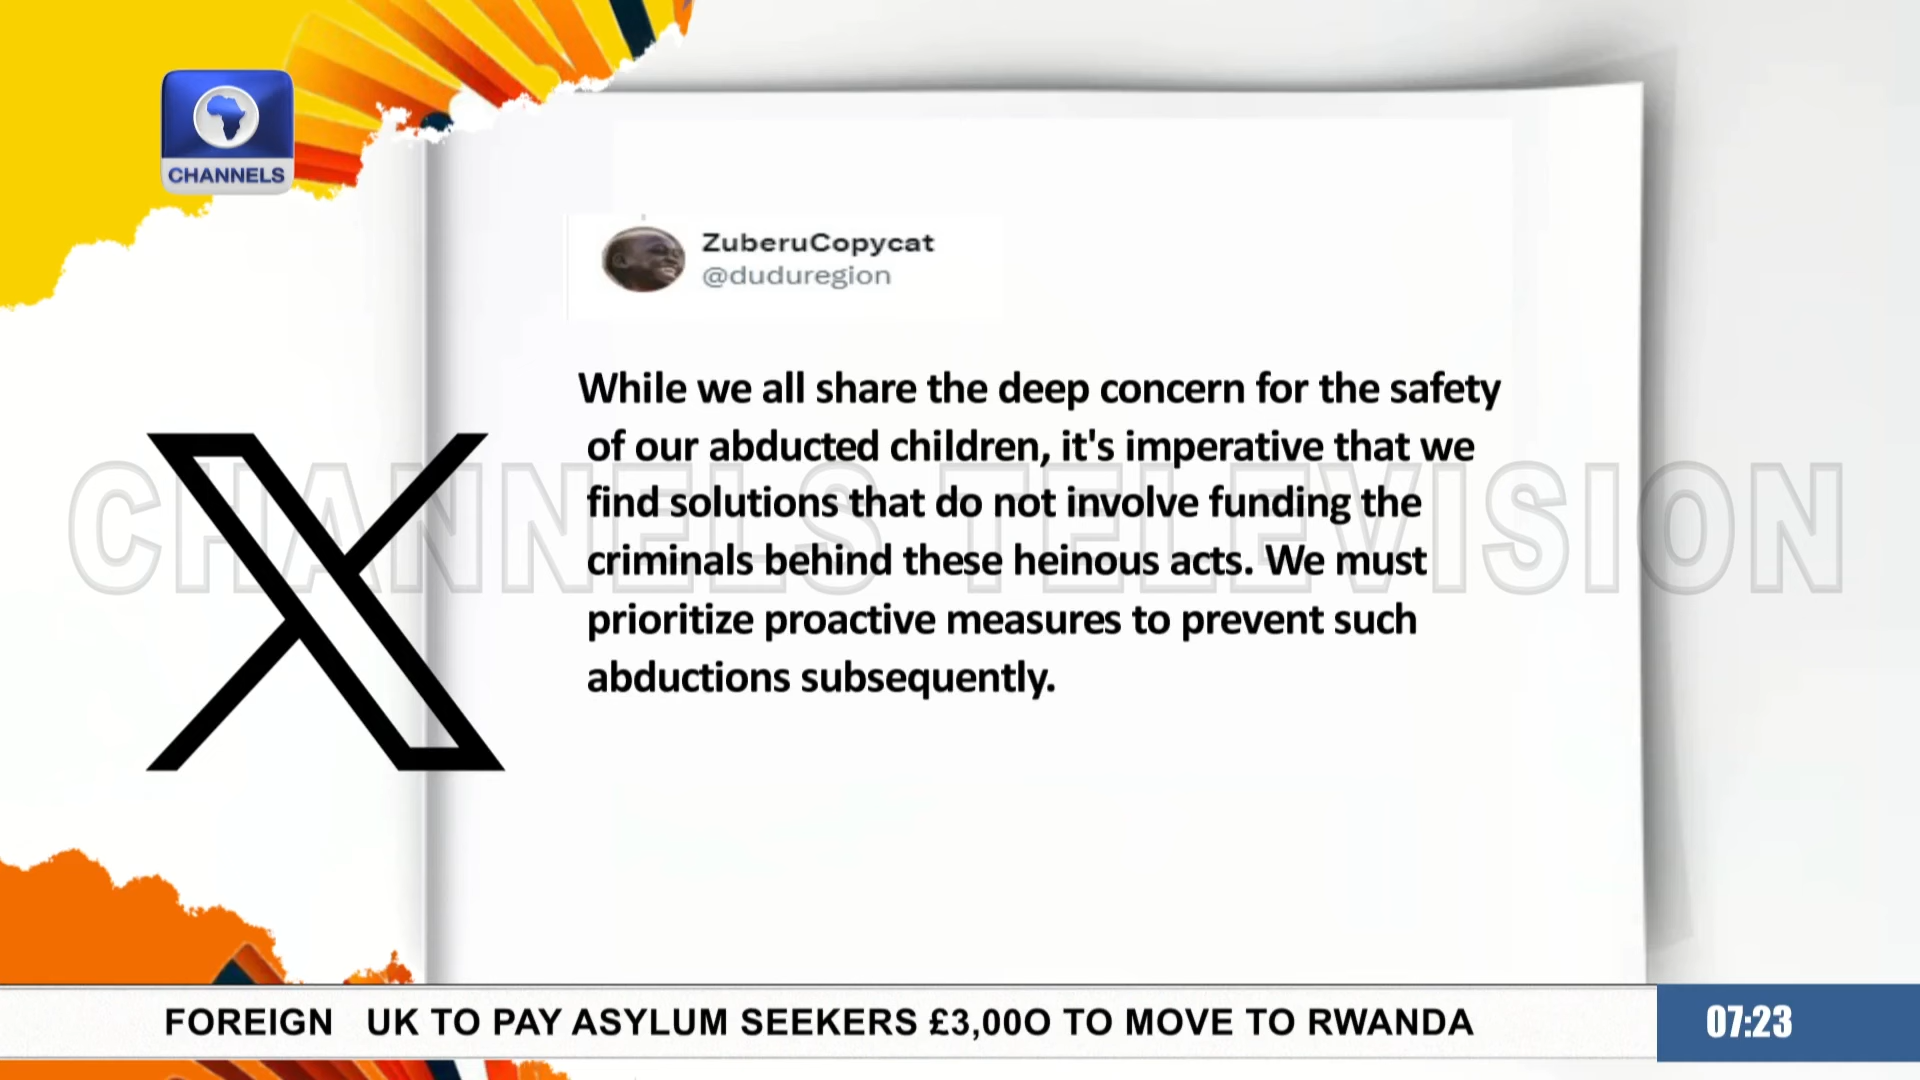 CHANNELS
ZuberuCopycat
@duduregion
While we all share the deep concern for the safety
of our abducted children, it's imperative that we
find solutions that do not involve funding the
criminals behind these heinous acts. We must
prioritize proactive measures to prevent such
abductions subsequently.
CHANNELS TELEVISION
FOREIGN UK TO PAY ASYLUM SEEKERS £3,00O TO MOVE TO RWANDA
07:23